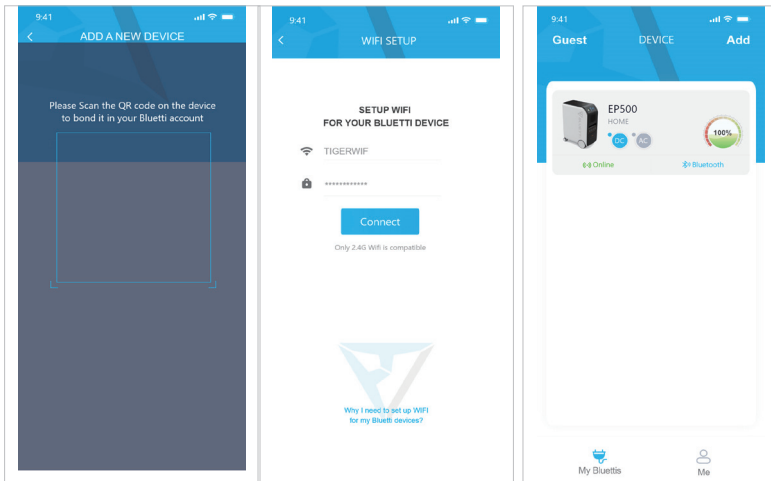 9:41
ADD A NEW DEVICE
Please Scan the QR code on the device
to bond it in your Bluetti account
9:41
WIFI SETUP
SETUP WIFI
FOR YOUR BLUETTI DEVICE
TIGERWIF
************
Connect
Only 2.4G Wifi is compatible
Why I need to set up WIFI
for my Bluetti devices?
9:41
Guest DEVICE Add
EP500
HOME
DC AC
100%
Online Bluetooth
My Bluettis Me